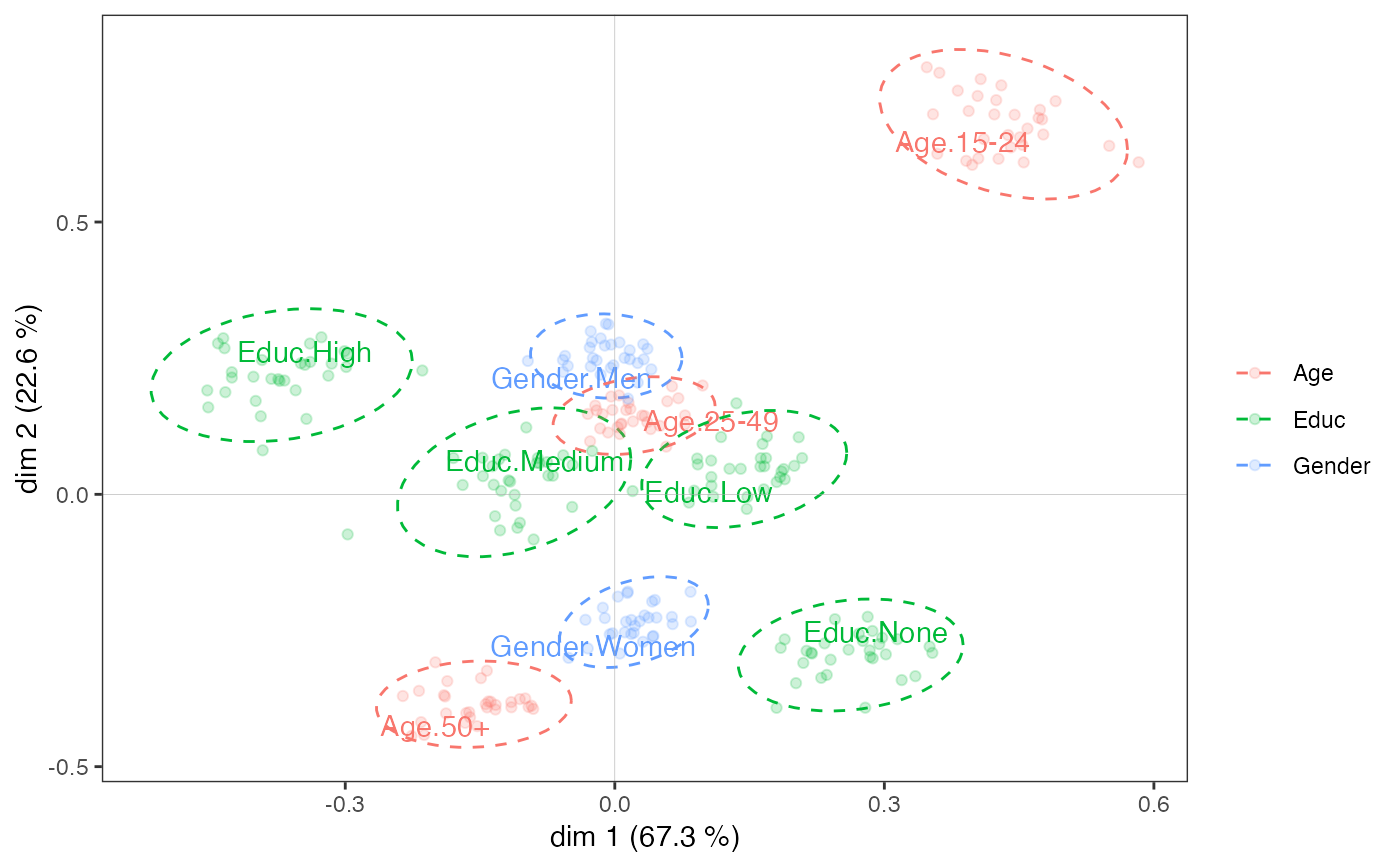 Age.15-24
0.5
Educ.High
Gender.Men
Age.25-49
Educ.Medium
Educ.Low
0.0
Gender.Women
Educ.None
Age.50+
-0.5
-0.3
0.0
0.3
0.6
dim 1 (67.3 %)
dim 2 (22.6 %)
Age
Educ
Gender